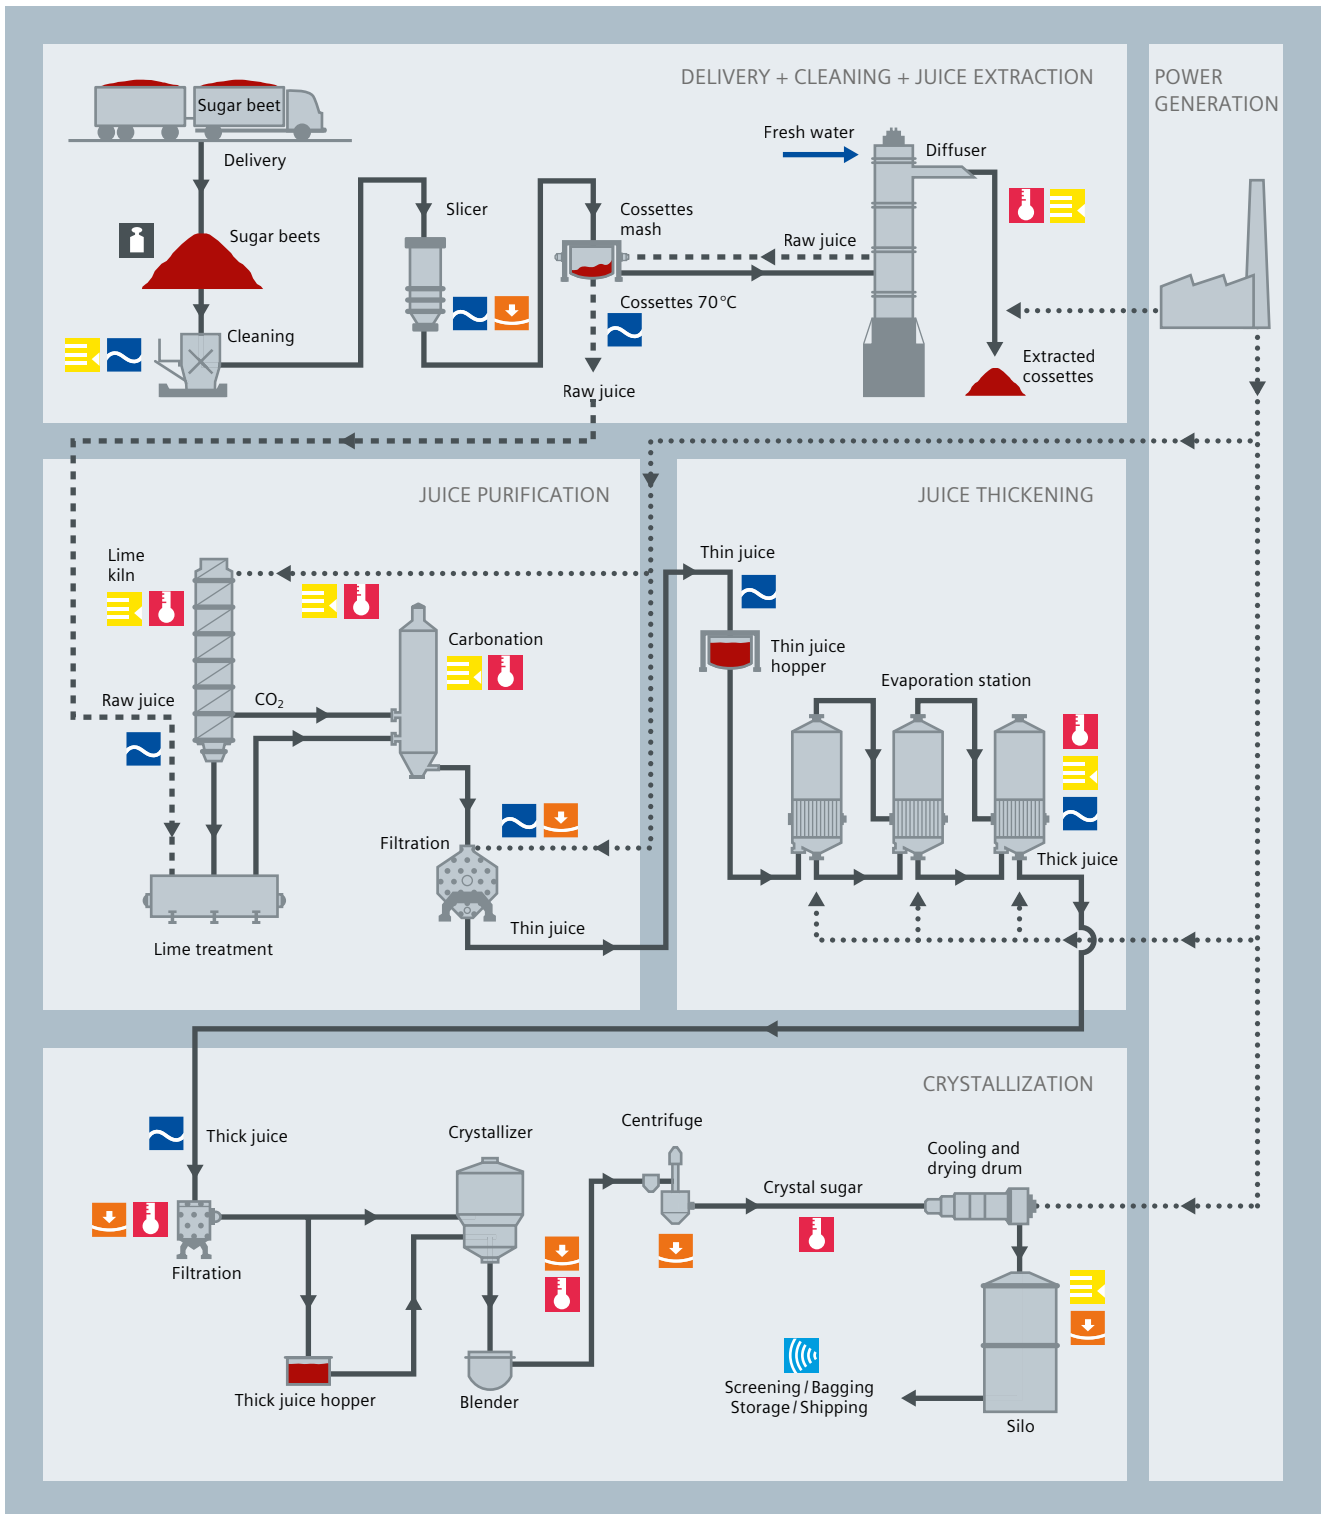 DELIVERY + CLEANING + JUICE EXTRACTION
POWER
GENERATION
Sugar beet
Delivery
Fresh water
Diffuser
Slicer
Cossettes
mash
Sugar beets
Raw juice
Cossettes 70 °C
Cleaning
Extracted
cossettes
Raw juice
JUICE PURIFICATION
JUICE THICKENING
Lime
kiln
Thin juice
Carbonation
Thin juice
hopper
Evaporation station
Raw juice
CO₂
Filtration
Thick juice
Thin juice
Lime treatment
CRYSTALLIZATION
Thick juice
Crystallizer
Centrifuge
Cooling and
drying drum
Crystal sugar
Filtration
Thick juice hopper
Blender
Screening / Bagging
Storage / Shipping
Silo